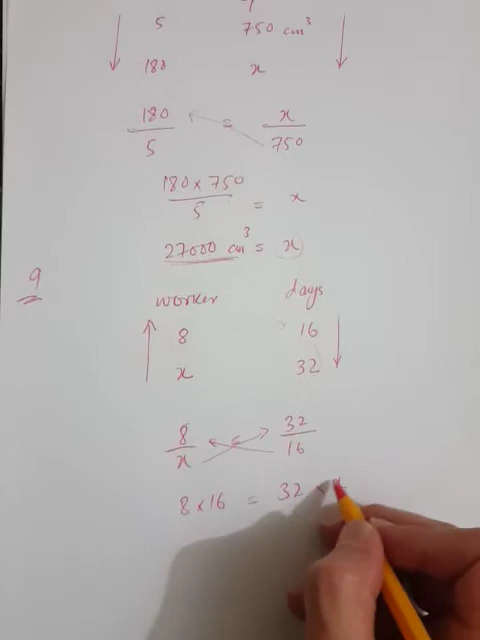 5 750 cm³
180 x
180/5 = x/750
180 x 750/5 = x
27000 cm³ = x
9
worker days
8 16
x 32
8/x = 32/16
8 x 16 = 32 x x